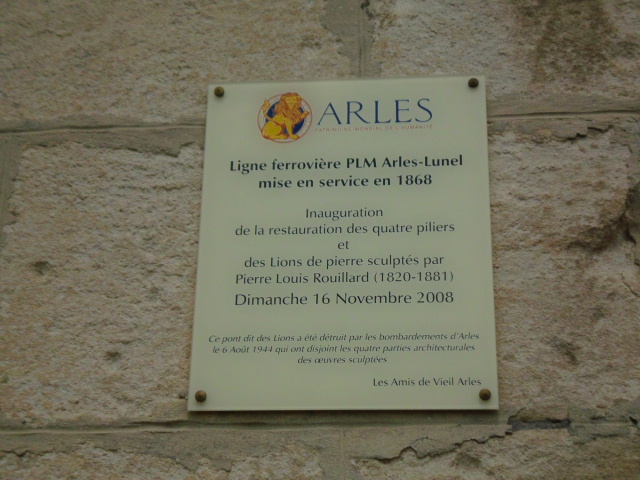 ARLES
PATRIMOINE MONDIAL DE L'HUMANITÉ
Ligne ferrovière PLM Arles-Lunel
mise en service en 1868
Inauguration
de la restauration des quatre piliers
et
des Lions de pierre sculptés par
Pierre Louis Rouillard (1820-1881)
Dimanche 16 Novembre 2008
Ce pont dit des Lions a été détruit par les bombardements d'Arles
le 6 Août 1944 qui ont disjoint les quatre parties architecturales
des œuvres sculptées
Les Amis de Vieil Arles